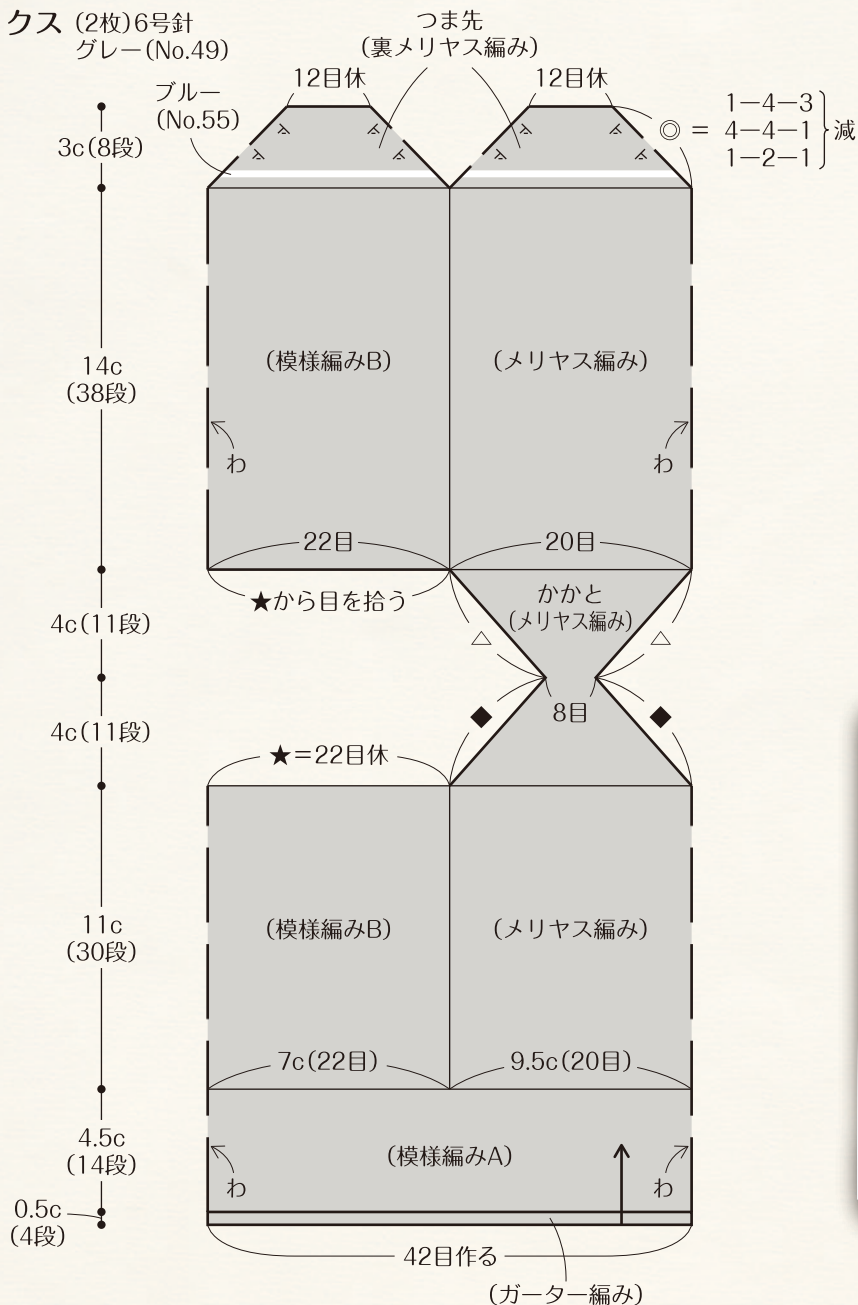 クス (2枚)6号針
グレー(No.49)
つま先
(裏メリヤス編み)
12目休
12目休
ブルー
(No.55)
3c(8段)
◎ =
1−4−3
4−4−1
1−2−1
減
14c
(38段)
(模様編みB)
(メリヤス編み)
わ
わ
22目
20目
★から目を拾う
かかと
(メリヤス編み)
4c(11段)
△
△
4c(11段)
◆
8目
◆
★=22目休
11c
(30段)
(模様編みB)
(メリヤス編み)
7c(22目)
9.5c(20目)
4.5c
(14段)
(模様編みA)
わ
わ
0.5c
(4段)
42目作る
(ガーター編み)